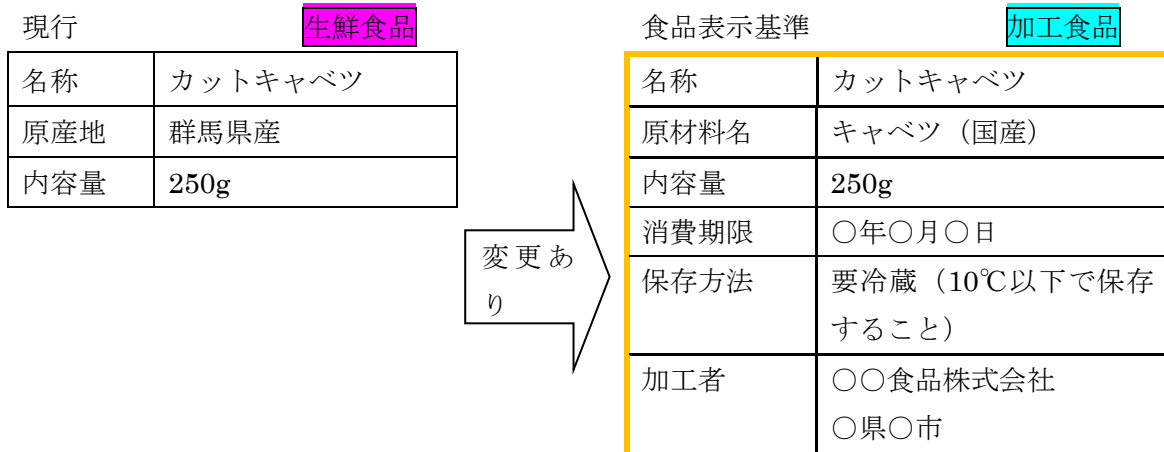 現行
生鮮食品
名称
カットキャベツ
原産地
群馬県産
内容量
250g
変更あ
り
食品表示基準
加工食品
名称
カットキャベツ
原材料名
キャベツ（国産）
内容量
250g
消費期限
○年○月○日
保存方法
要冷蔵（10℃以下で保存
すること）
加工者
○○食品株式会社
○県○市